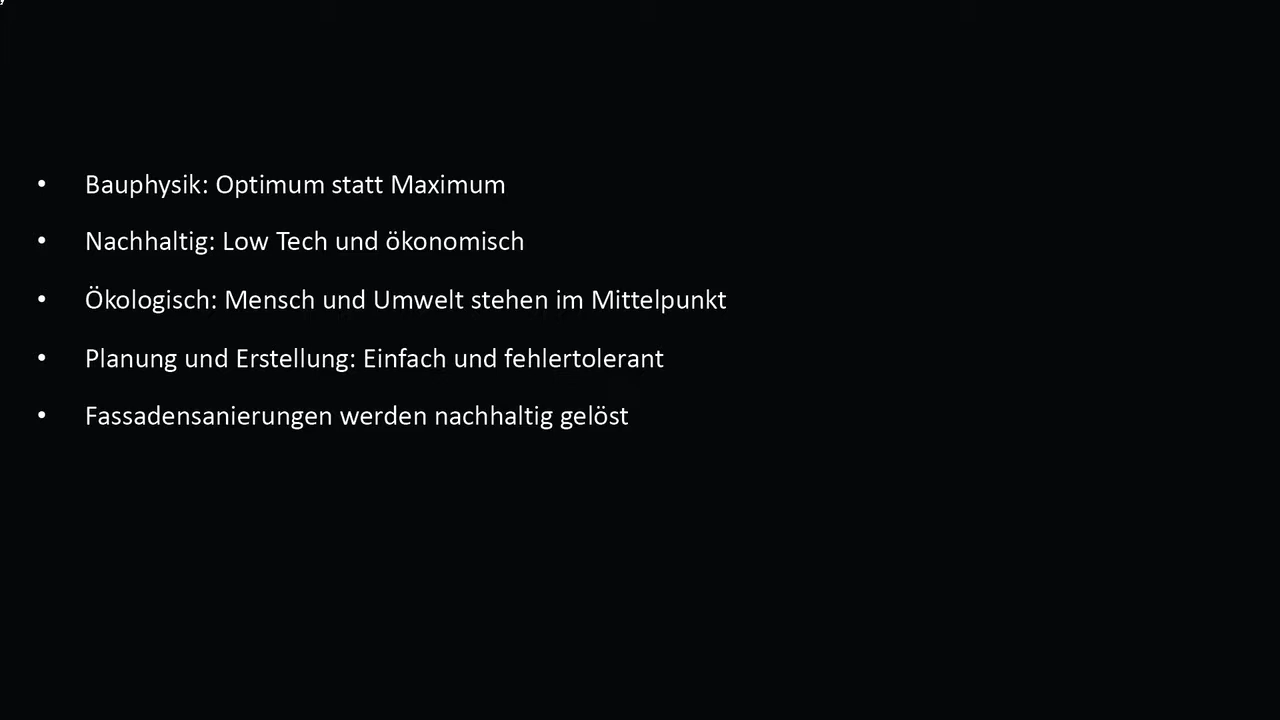 • Bauphysik: Optimum statt Maximum
• Nachhaltig: Low Tech und ökonomisch
• Ökologisch: Mensch und Umwelt stehen im Mittelpunkt
• Planung und Erstellung: Einfach und fehlertolerant
• Fassadensanierungen werden nachhaltig gelöst